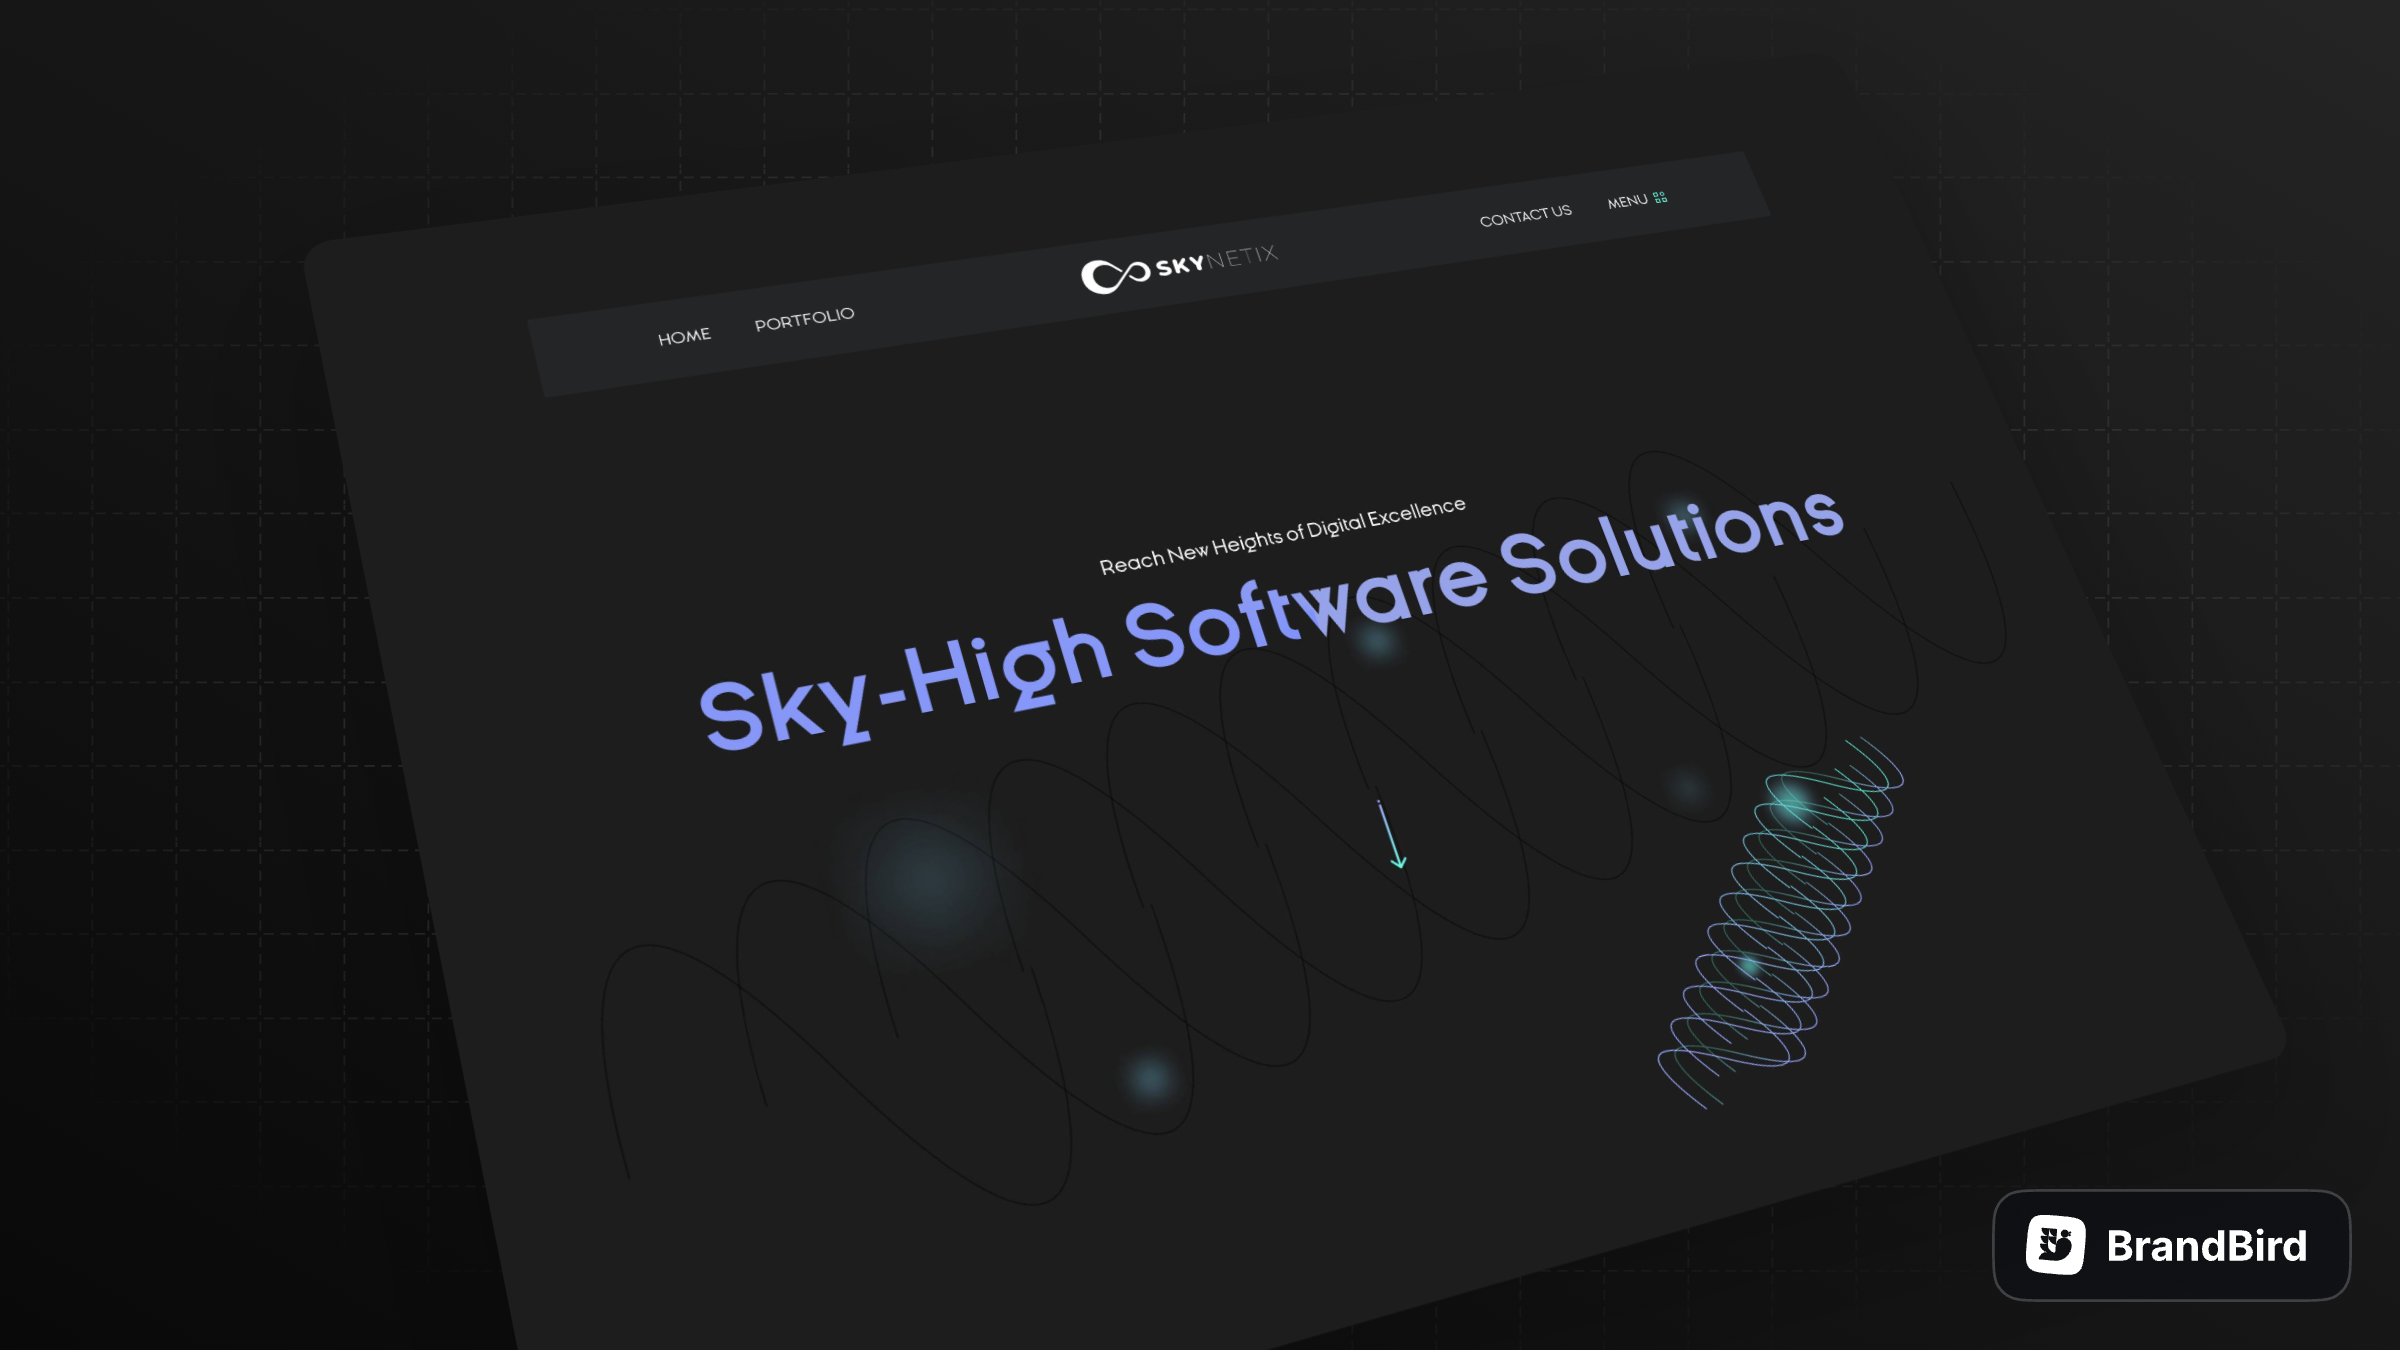 HOME
PORTFOLIO
SKYNETIX
CONTACT US
MENU
Reach New Heights of Digital Excellence
Sky-High Software Solutions
BrandBird